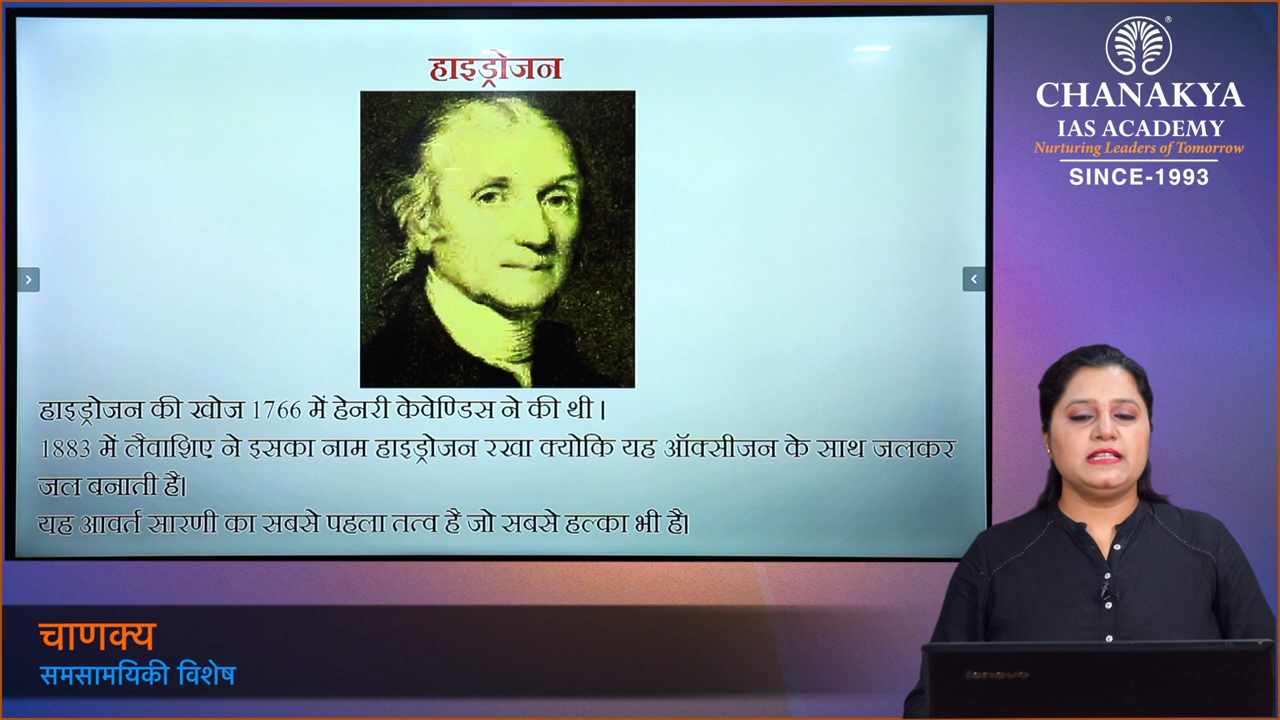 हाइड्रोजन
हाइड्रोजन की खोज 1766 में हेनरी केवेण्डिस ने की थी |
1883 में लैवाशिए ने इसका नाम हाइड्रोजन रखा क्योकि यह ऑक्सीजन के साथ जलकर
जल बनाती है|
यह आवर्त सारणी का सबसे पहला तत्व है जो सबसे हल्का भी है|
CHANAKYA
IAS ACADEMY
Nurturing Leaders of Tomorrow
SINCE-1993
चाणक्य
समसामयिकी विशेष
lenovo